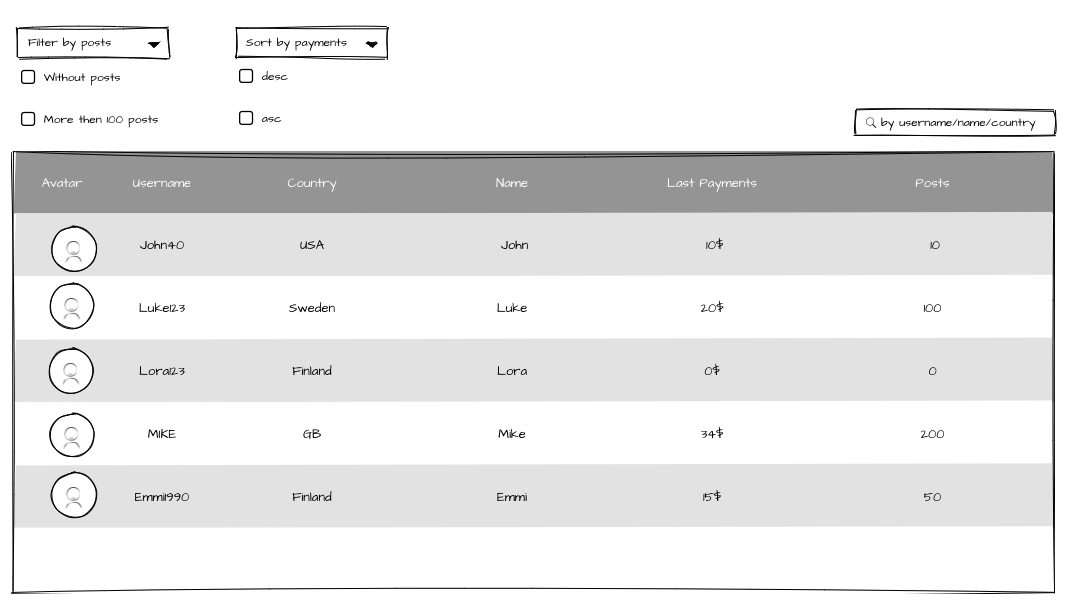 Filter by posts
Sort by payments
Without posts
desc
More then 100 posts
asc
by username/name/country
Avatar Username Country Name Last Payments Posts
John40 USA John 10$ 10
Luke123 Sweden Luke 20$ 100
Lora123 Finland Lora 0$ 0
MIKE GB Mike 34$ 200
Emmi1990 Finland Emmi 15$ 50